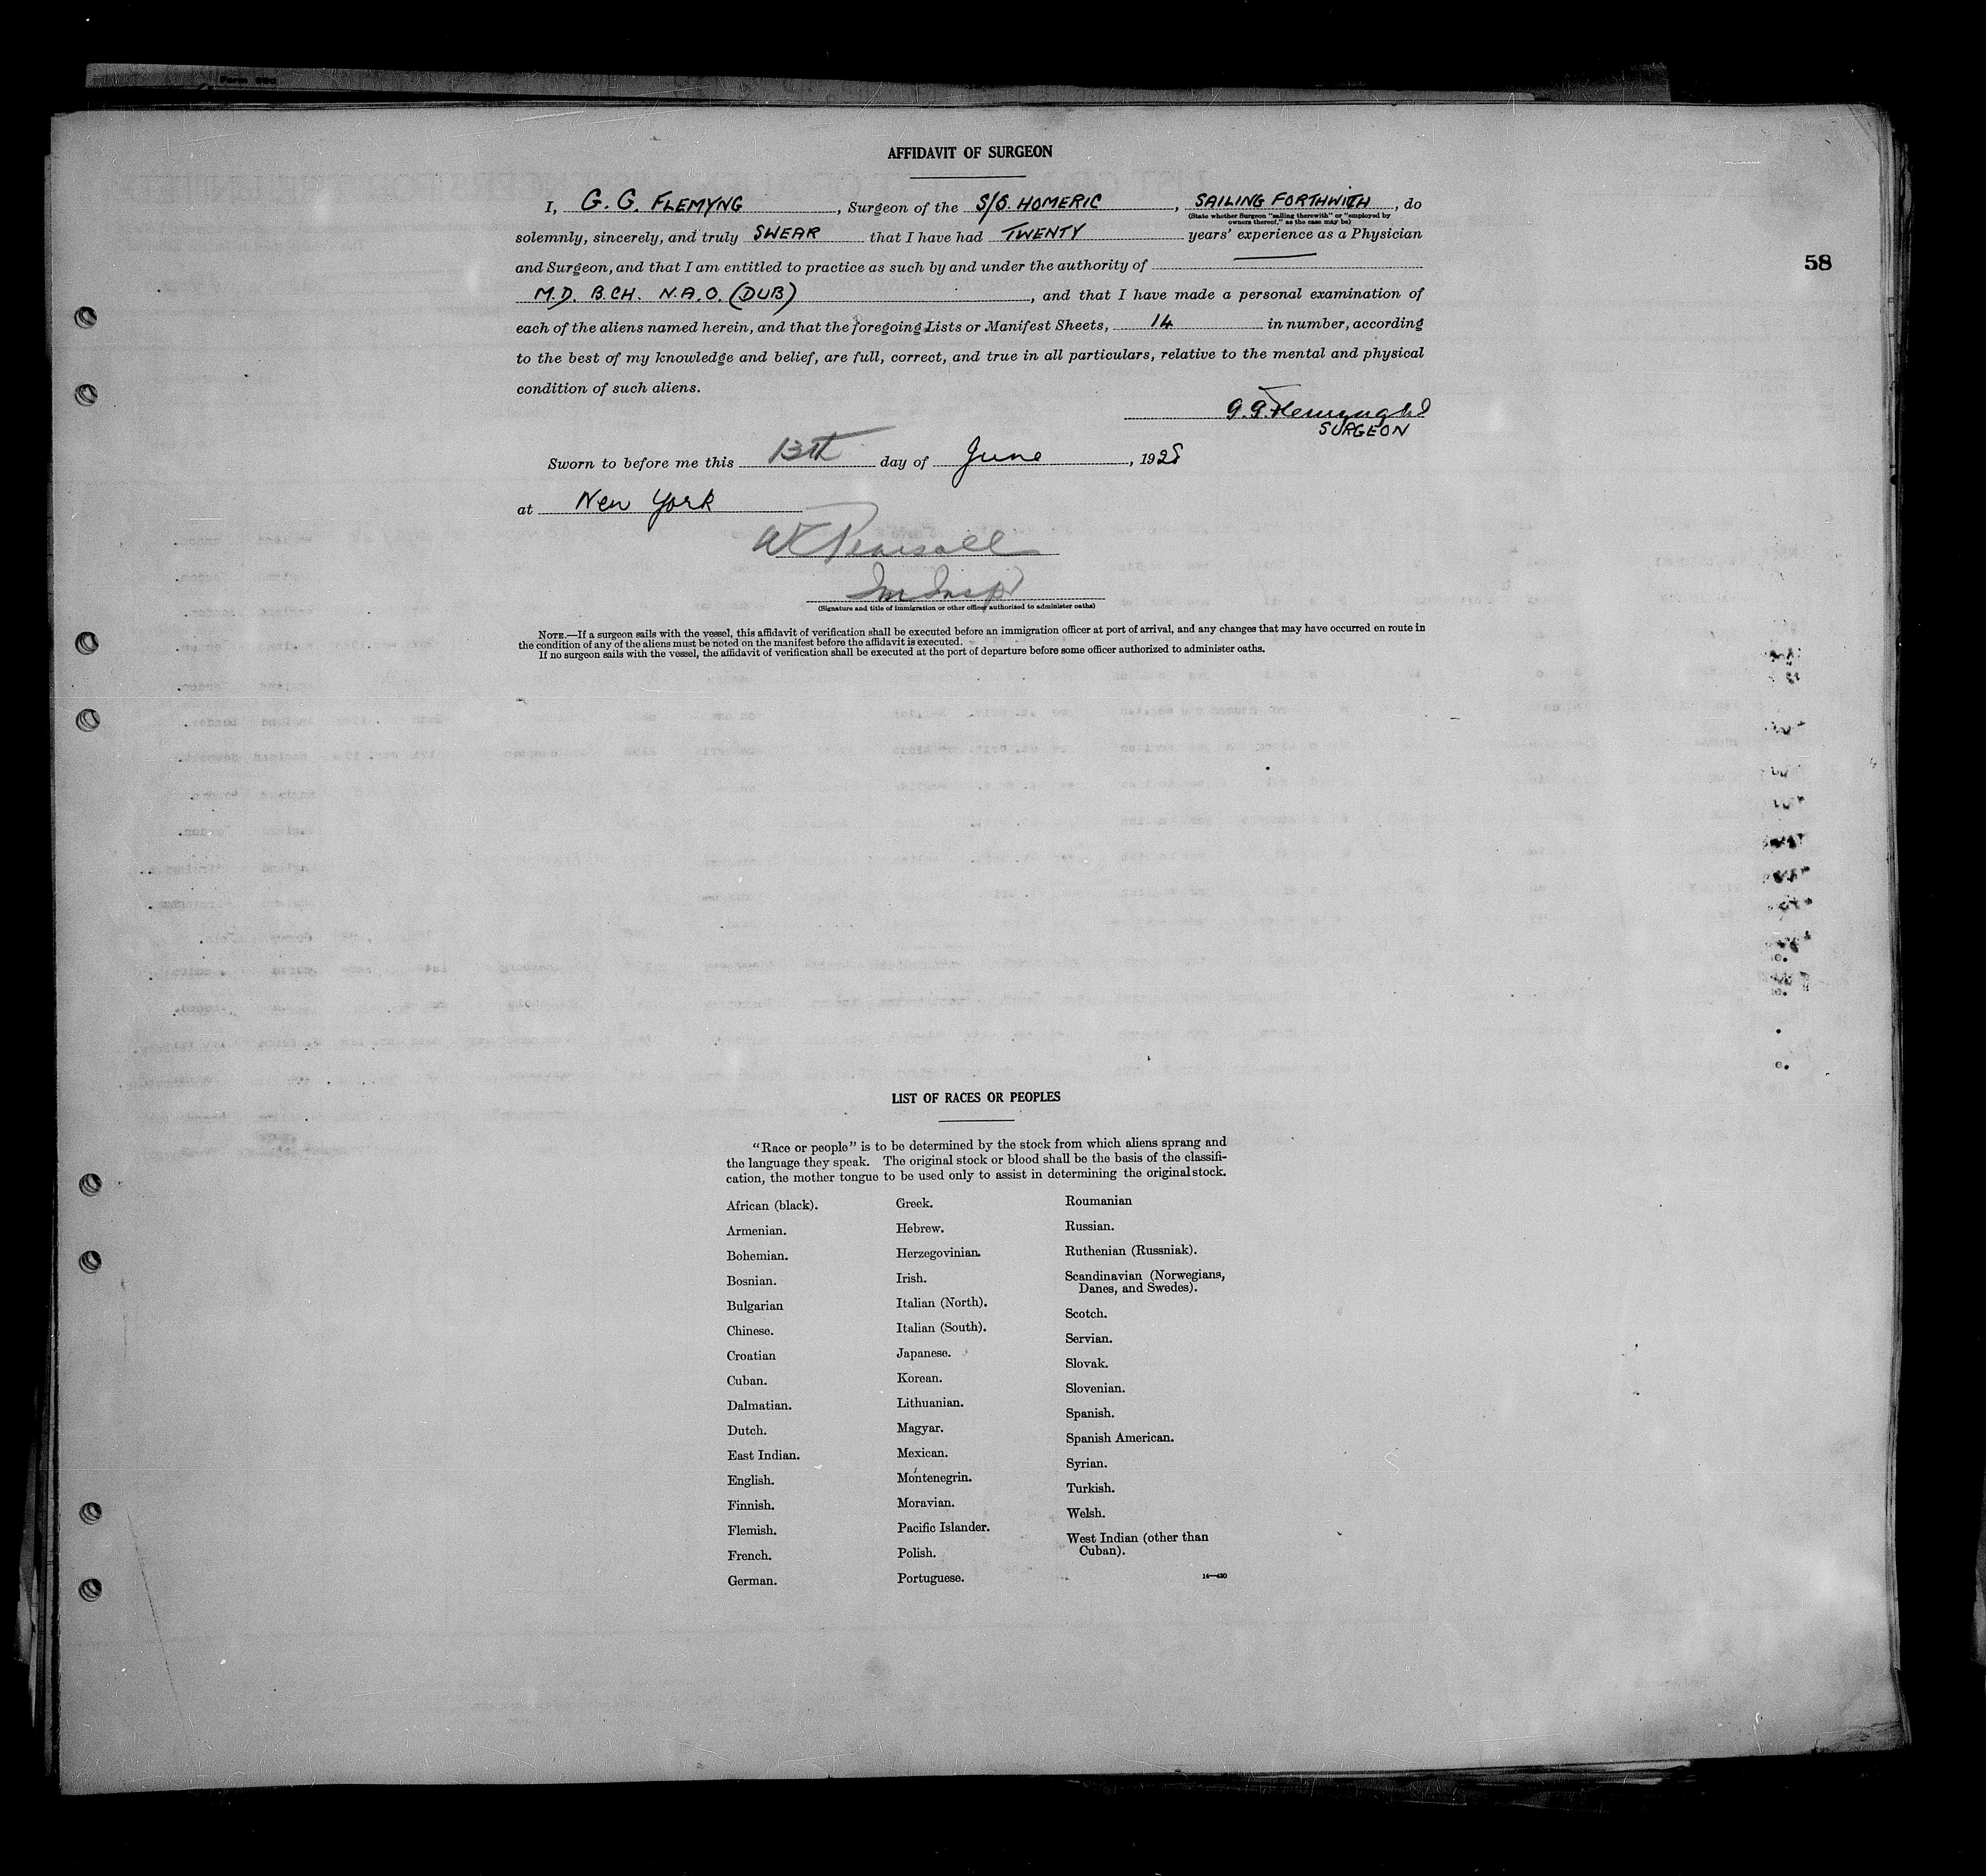 Form 630
AFFIDAVIT OF SURGEON
I, G. G. FLEMYNG, Surgeon of the S/S. HOMERIC, SAILING FORTHWITH, do
(State whether Surgeon "sailing therewith" or "employed by
owners thereof," as the case may be)
solemnly, sincerely, and truly SWEAR that I have had TWENTY years' experience as a Physician
58
and Surgeon, and that I am entitled to practice as such by and under the authority of
M.D. B.CH. N.A.O. (DUB), and that I have made a personal examination of
each of the aliens named herein, and that the foregoing Lists or Manifest Sheets, 14 in number, according
to the best of my knowledge and belief, are full, correct, and true in all particulars, relative to the mental and physical
condition of such aliens.
G. G. Flemyng
SURGEON
Sworn to before me this 13th day of June, 1928
at New York
Pearsall
Im Insp
(Signature and title of immigration or other officer authorized to administer oaths)
NOTE.—If a surgeon sails with the vessel, this affidavit of verification shall be executed before an immigration officer at port of arrival, and any changes that may have occurred en route in
the condition of any of the aliens must be noted on the manifest before the affidavit is executed.
If no surgeon sails with the vessel, the affidavit of verification shall be executed at the port of departure before some officer authorized to administer oaths.
LIST OF RACES OR PEOPLES
"Race or people" is to be determined by the stock from which aliens sprang and
the language they speak. The original stock or blood shall be the basis of the classifi-
cation, the mother tongue to be used only to assist in determining the original stock.
African (black).
Armenian.
Bohemian.
Bosnian.
Bulgarian
Chinese.
Croatian
Cuban.
Dalmatian.
Dutch.
East Indian.
English.
Finnish.
Flemish.
French.
German.
Greek.
Hebrew.
Herzegovinian.
Irish.
Italian (North).
Italian (South).
Japanese.
Korean.
Lithuanian.
Magyar.
Mexican.
Montenegrin.
Moravian.
Pacific Islander.
Polish.
Portuguese.
Roumanian
Russian.
Ruthenian (Russniak).
Scandinavian (Norwegians,
Danes, and Swedes).
Scotch.
Servian.
Slovak.
Slovenian.
Spanish.
Spanish American.
Syrian.
Turkish.
Welsh.
West Indian (other than
Cuban).
14—430